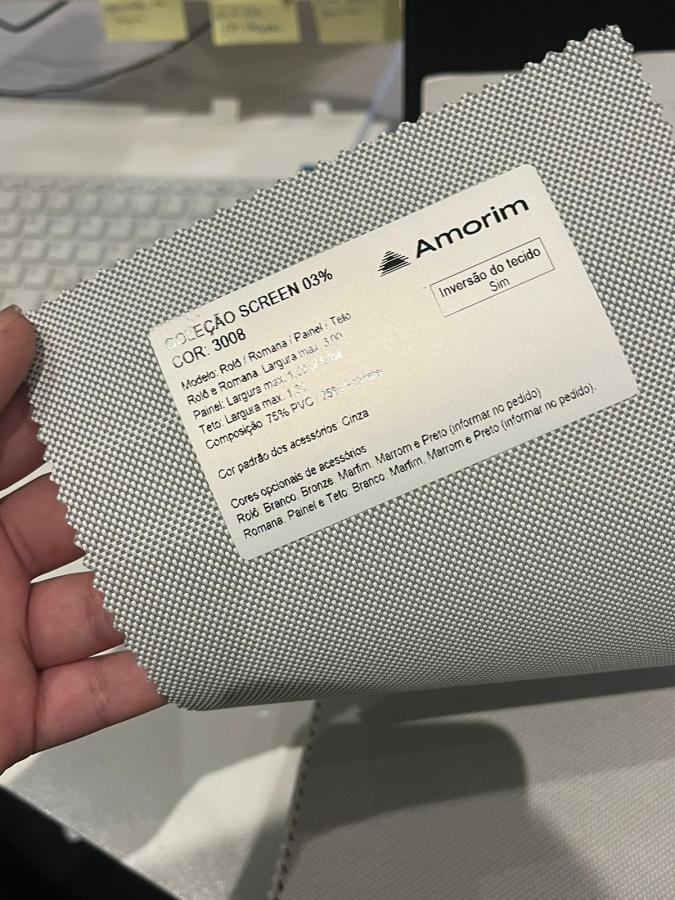 Amorim
COLEÇÃO SCREEN 03%
COR: 3008
Inversão do tecido
Sim
Modelo: Rolô / Romana / Painel / Teto
Rolô e Romana: Largura max. 3,00
Painel: Largura max.
Teto: Largura max.
Composição: 75% PVC / 25%
Cor padrão dos acessórios: Cinza
Cores opcionais de acessórios
Rolô: Branco, Bronze, Marfim, Marrom e Preto (informar no pedido)
Romana, Painel e Teto: Branco, Marfim, Marrom e Preto (informar no pedido).